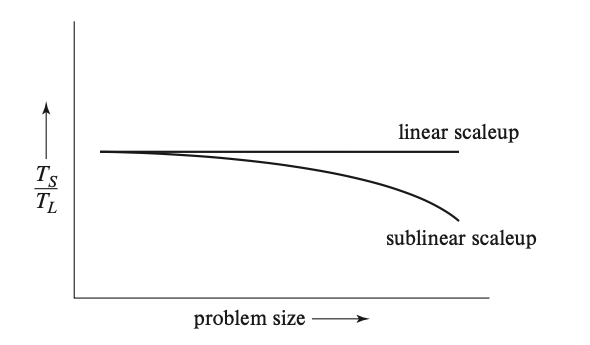 linear scaleup
T_S
T_L
sublinear scaleup
problem size